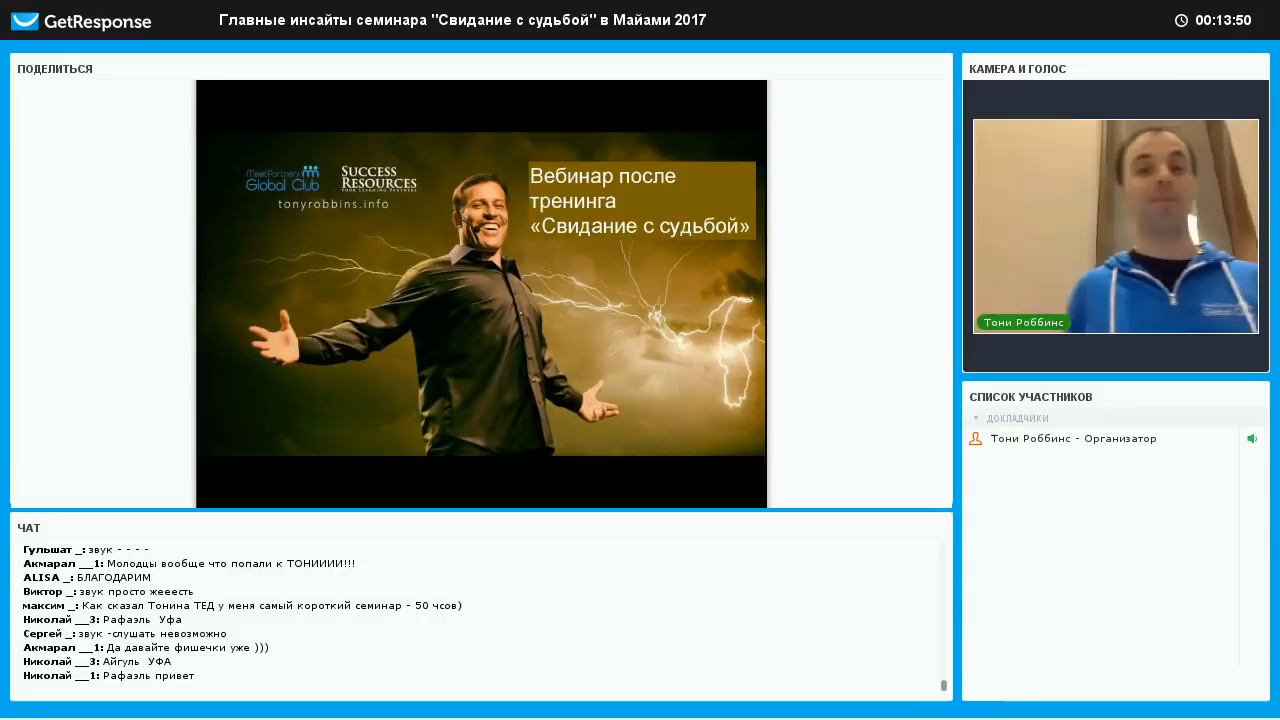 GetResponse
Главные инсайты семинара "Свидание с судьбой" в Майами 2017
00:13:50
ПОДЕЛИТЬСЯ
MeetPartners
Global Club
SUCCESS
RESOURCES
YOUR LEARNING PARTNERS
tonyrobbins.info
Вебинар после
тренинга
«Свидание с судьбой»
КАМЕРА И ГОЛОС
Тони Роббинс
СПИСОК УЧАСТНИКОВ
ДОКЛАДЧИКИ
Тони Роббинс - Организатор
ЧАТ
Гульшат _: звук - - - -
Акмарал __1: Молодцы вообще что попали к ТОНИИИИ!!!
ALISA _: БЛАГОДАРИМ
Виктор _: звук просто жееесть
максим _: Как сказал Тонина ТЕД у меня самый короткий семинар - 50 чсов)
Николай __3: Рафаэль Уфа
Сергей _: звук -слушать невозможно
Акмарал __1: Да давайте фишечки уже )))
Николай __3: Айгуль УФА
Николай __1: Рафаэль привет